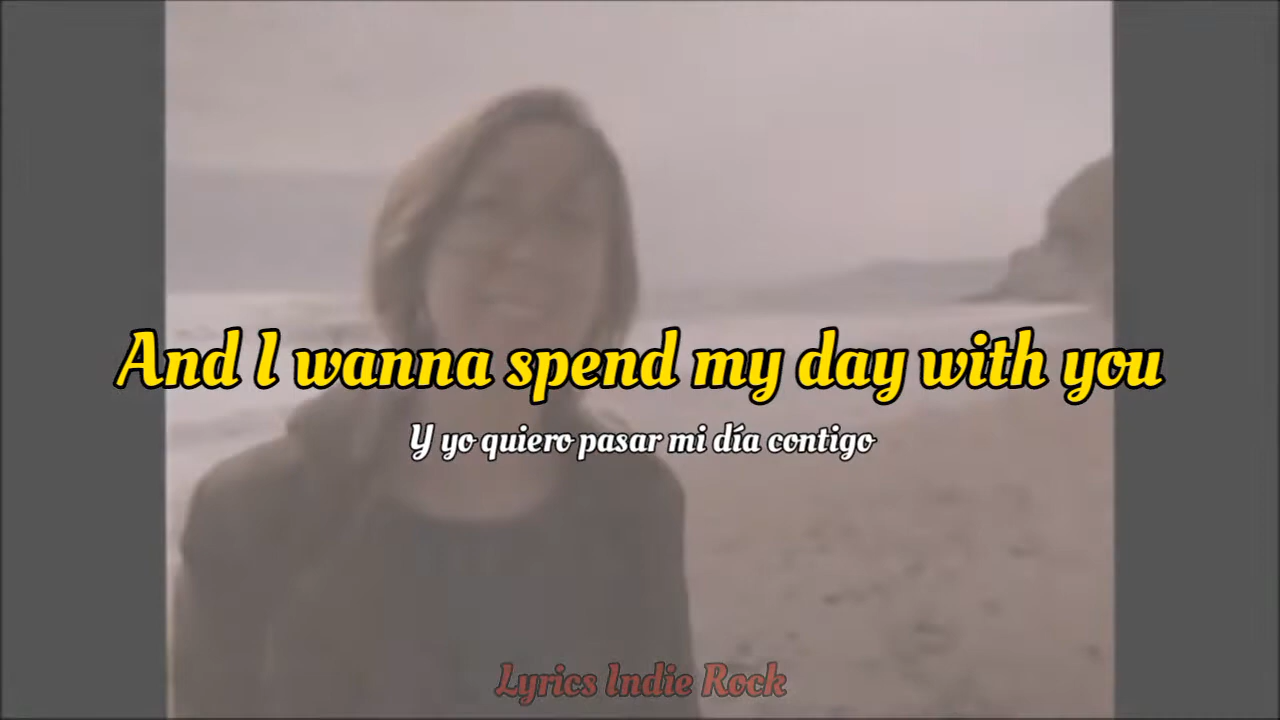 And I wanna spend my day with you
Y yo quiero pasar mi día contigo
Lyrics Indie Rock